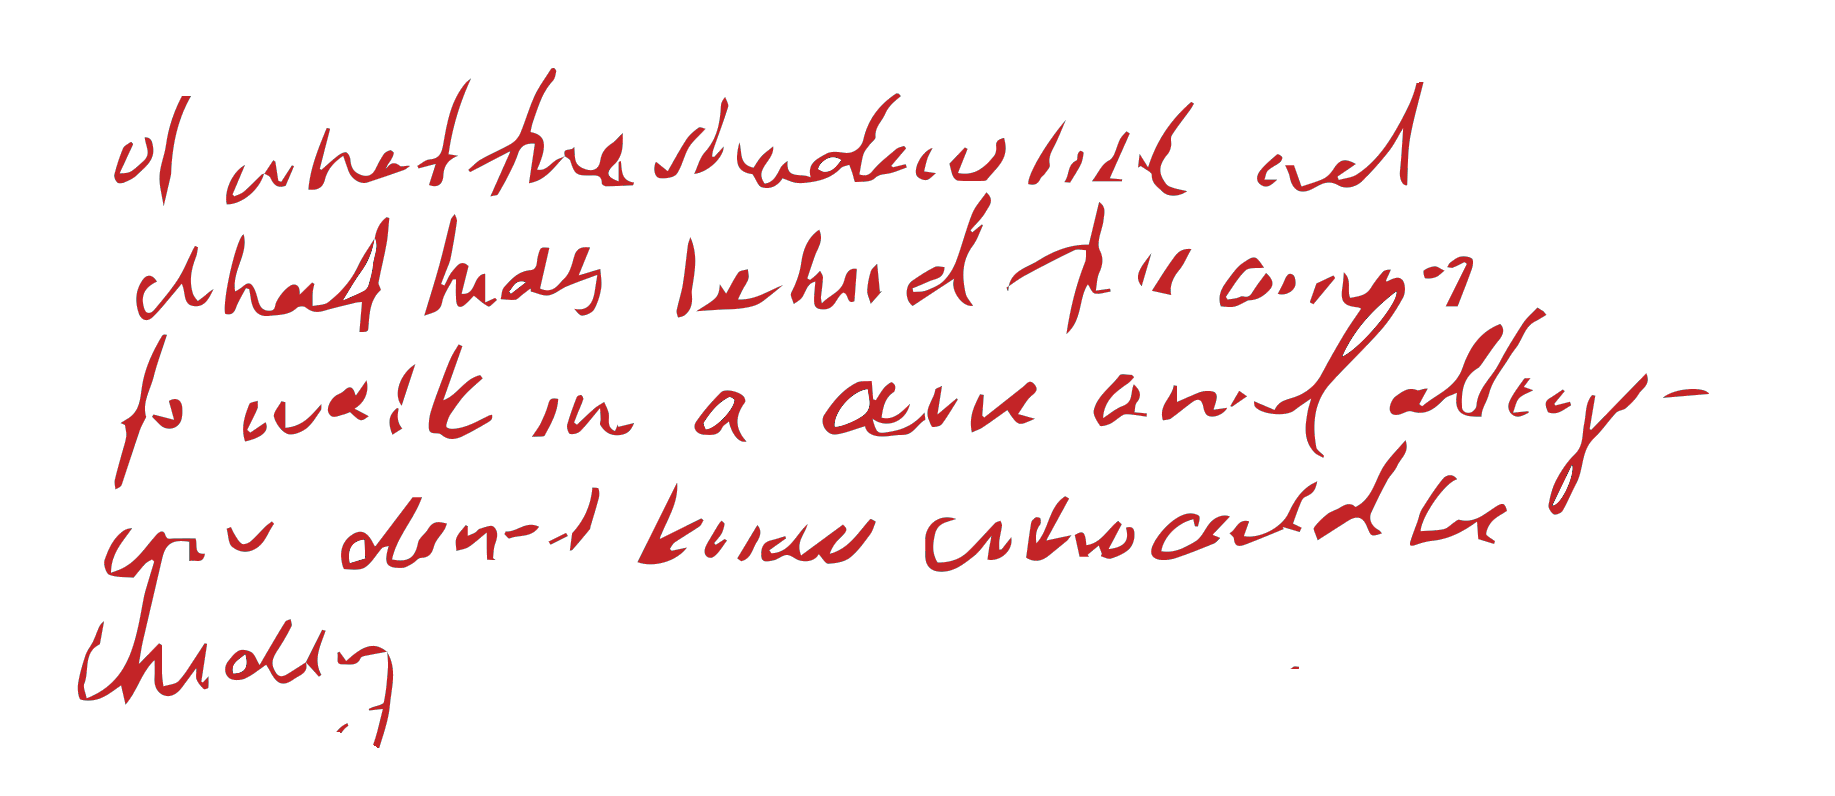 of what the shadows hide and
what hides behind the corner
to walk in a and alley -
you don't know who could be
hiding